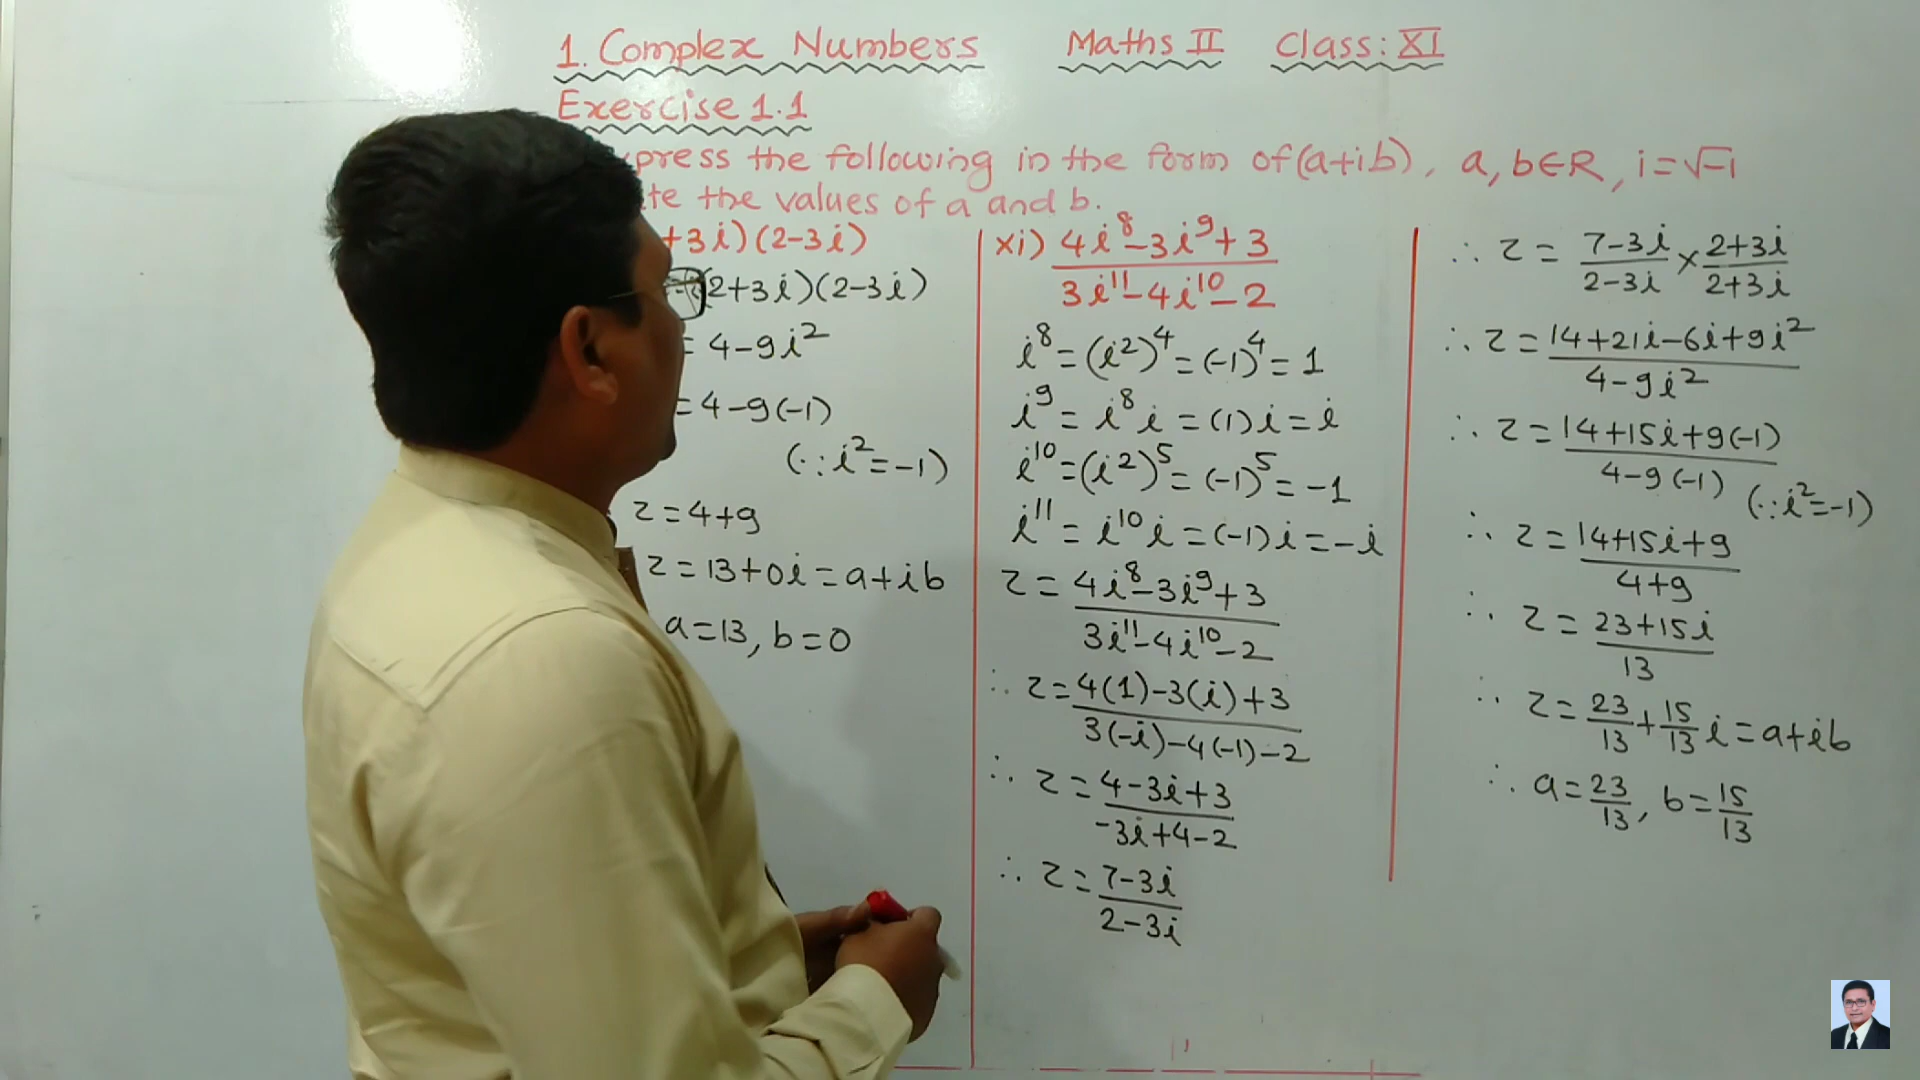 1. Complex Numbers Maths II Class: XI
Exercise 1.1
press the following in the form of (a+ib), a, b∈R, i=√-1
te the values of a and b.
+3i)(2-3i)
(2+3i)(2-3i)
= 4-9i²
= 4-9(-1)
(∵ i²=-1)
z = 4+9
z = 13+0i = a+ib
a=13, b=0
xi) 4i⁸-3i⁹+3
3i¹¹-4i¹⁰-2
i⁸ = (i²)⁴ = (-1)⁴ = 1
i⁹ = i⁸ i = (1)i = i
i¹⁰ = (i²)⁵ = (-1)⁵ = -1
i¹¹ = i¹⁰ i = (-1)i = -i
z = 4i⁸-3i⁹+3
3i¹¹-4i¹⁰-2
∴ z = 4(1)-3(i)+3
3(-i)-4(-1)-2
∴ z = 4-3i+3
-3i+4-2
∴ z = 7-3i
2-3i
∴ z = 7-3i × 2+3i
2-3i 2+3i
∴ z = 14+21i-6i+9i²
4-9i²
∴ z = 14+15i+9(-1)
4-9(-1) (∵ i²=-1)
∴ z = 14+15i+9
4+9
∴ z = 23+15i
13
∴ z = 23/13 + 15/13 i = a+ib
∴ a = 23/13, b = 15/13